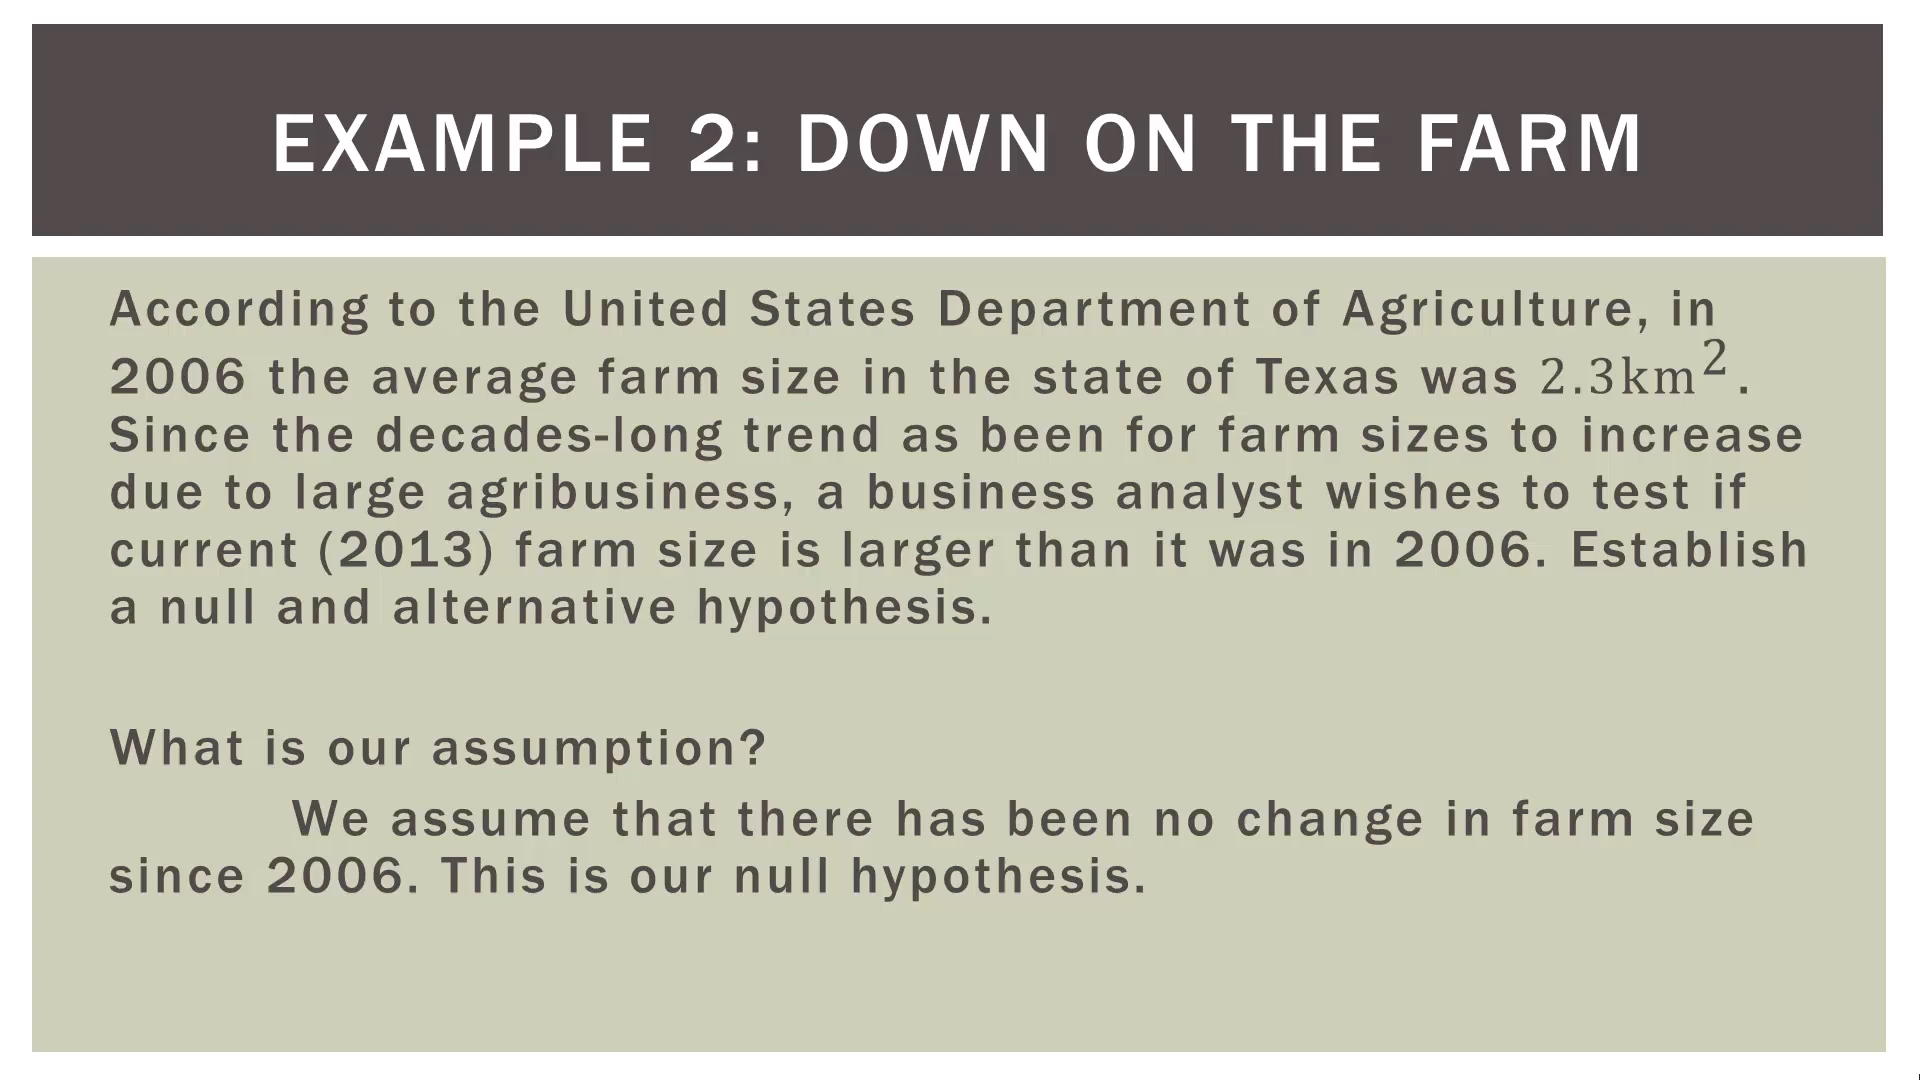 EXAMPLE 2: DOWN ON THE FARM
According to the United States Department of Agriculture, in
2006 the average farm size in the state of Texas was 2.3km².
Since the decades-long trend as been for farm sizes to increase
due to large agribusiness, a business analyst wishes to test if
current (2013) farm size is larger than it was in 2006. Establish
a null and alternative hypothesis.
What is our assumption?
We assume that there has been no change in farm size
since 2006. This is our null hypothesis.